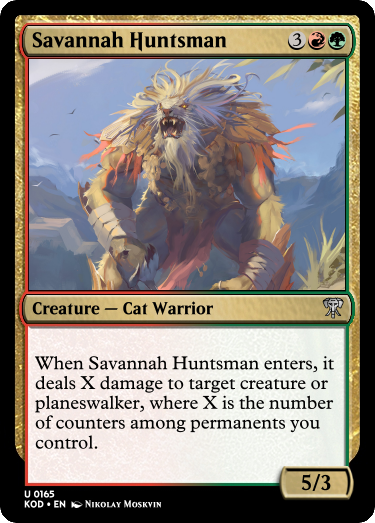 Savannah Huntsman 3
Creature — Cat Warrior
When Savannah Huntsman enters, it
deals X damage to target creature or
planeswalker, where X is the number
of counters among permanents you
control.
5/3
U 0165
KOD • EN Nikolay Moskvin